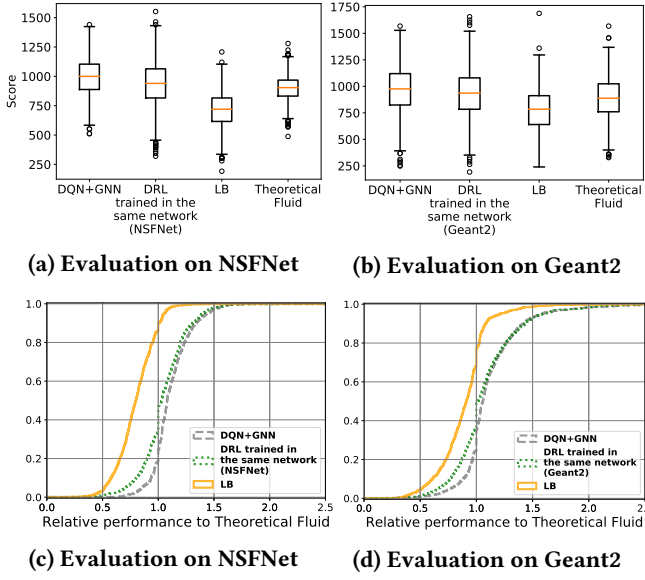 1500
1250
1000
750
500
250
Score
DQN+GNN
DRL
trained in the
same network
(NSFNet)
LB
Theoretical
Fluid
(a) Evaluation on NSFNet
1750
1500
1250
1000
750
500
250
DQN+GNN
DRL
trained in the
same network
(Geant2)
LB
Theoretical
Fluid
(b) Evaluation on Geant2
1.0
0.8
0.6
0.4
0.2
0.0
0.0 0.5 1.0 1.5 2.0 2.5
DQN+GNN
DRL trained in
the same network
(NSFNet)
LB
Relative performance to Theoretical Fluid
(c) Evaluation on NSFNet
1.0
0.8
0.6
0.4
0.2
0.0
0.0 0.5 1.0 1.5 2.0 2.5
DQN+GNN
DRL trained in
the same network
(Geant2)
LB
Relative performance to Theoretical Fluid
(d) Evaluation on Geant2